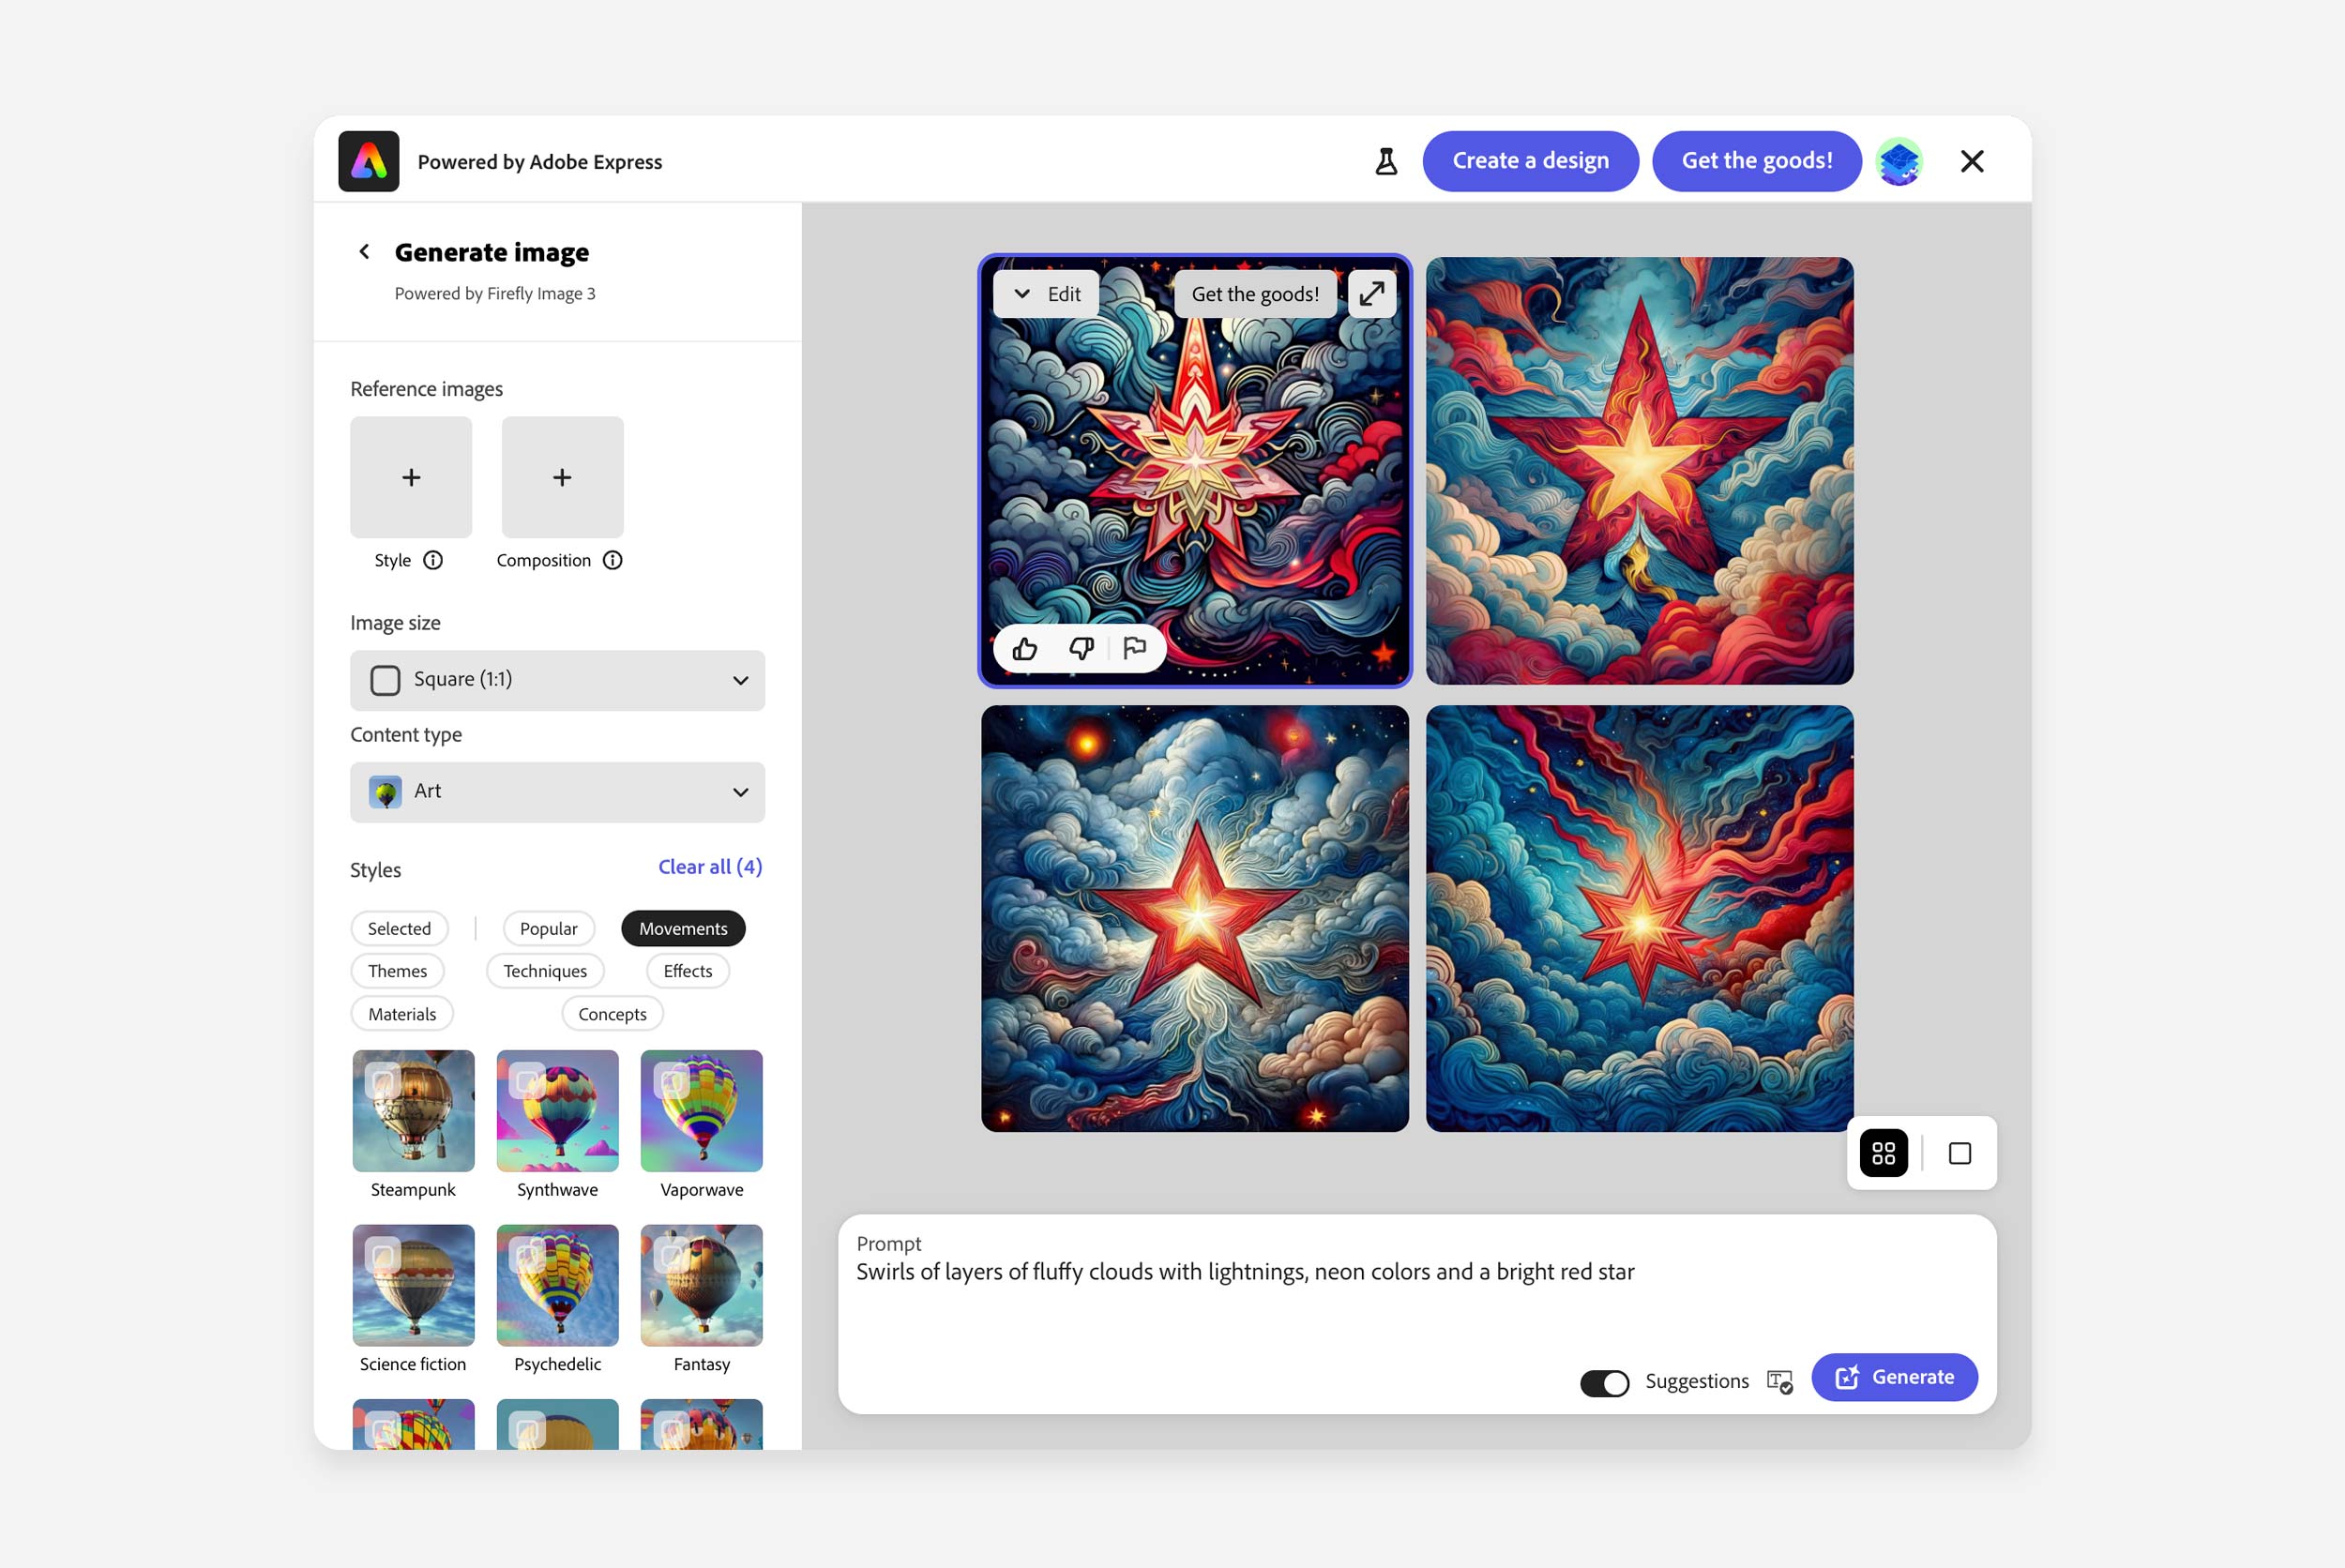 Powered by Adobe Express
Create a design
Get the goods!
Generate image
Powered by Firefly Image 3
Reference images
Style
Composition
Image size
Square (1:1)
Content type
Art
Styles
Clear all (4)
Selected
Popular
Movements
Themes
Techniques
Effects
Materials
Concepts
Steampunk
Synthwave
Vaporwave
Science fiction
Psychedelic
Fantasy
Edit
Get the goods!
Prompt
Swirls of layers of fluffy clouds with lightnings, neon colors and a bright red star
Suggestions
Generate